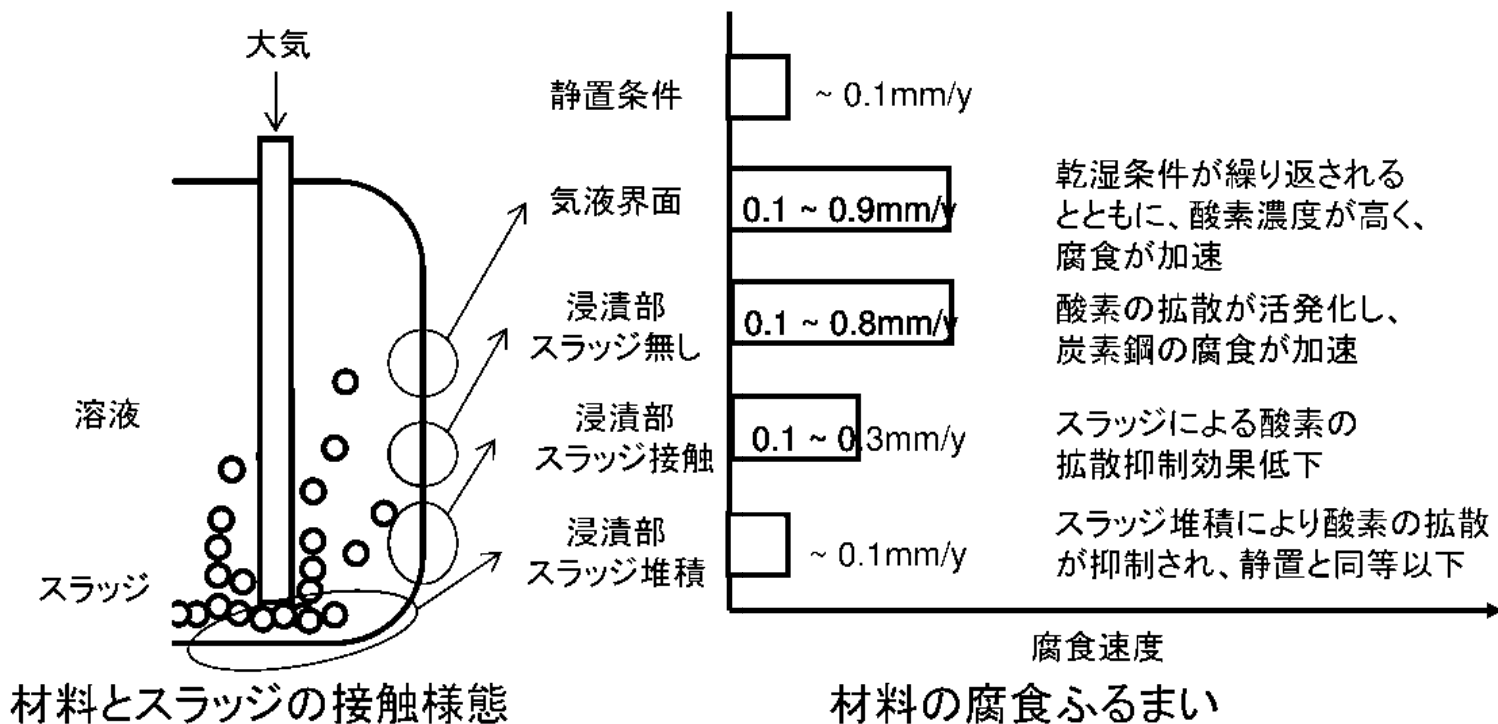 大気
溶液
スラッジ
材料とスラッジの接触様態
静置条件
~ 0.1mm/y
気液界面
0.1 ~ 0.9mm/y
乾湿条件が繰り返される
とともに、酸素濃度が高く、
腐食が加速
浸漬部
スラッジ無し
0.1 ~ 0.8mm/y
酸素の拡散が活発化し、
炭素鋼の腐食が加速
浸漬部
スラッジ接触
0.1 ~ 0.3mm/y
スラッジによる酸素の
拡散抑制効果低下
浸漬部
スラッジ堆積
~ 0.1mm/y
スラッジ堆積により酸素の拡散
が抑制され、静置と同等以下
腐食速度
材料の腐食ふるまい